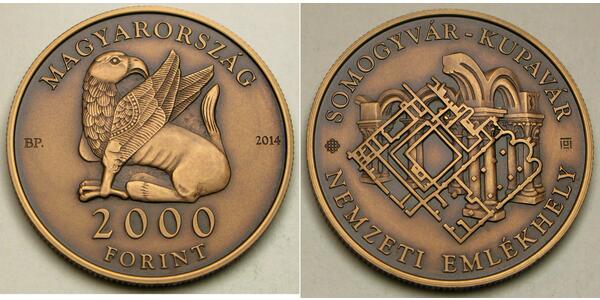 MAGYARORSZÁG
BP.
2014
2000
FORINT
SOMOGYVÁR - KUPAVÁR
NEMZETI EMLÉKHELY